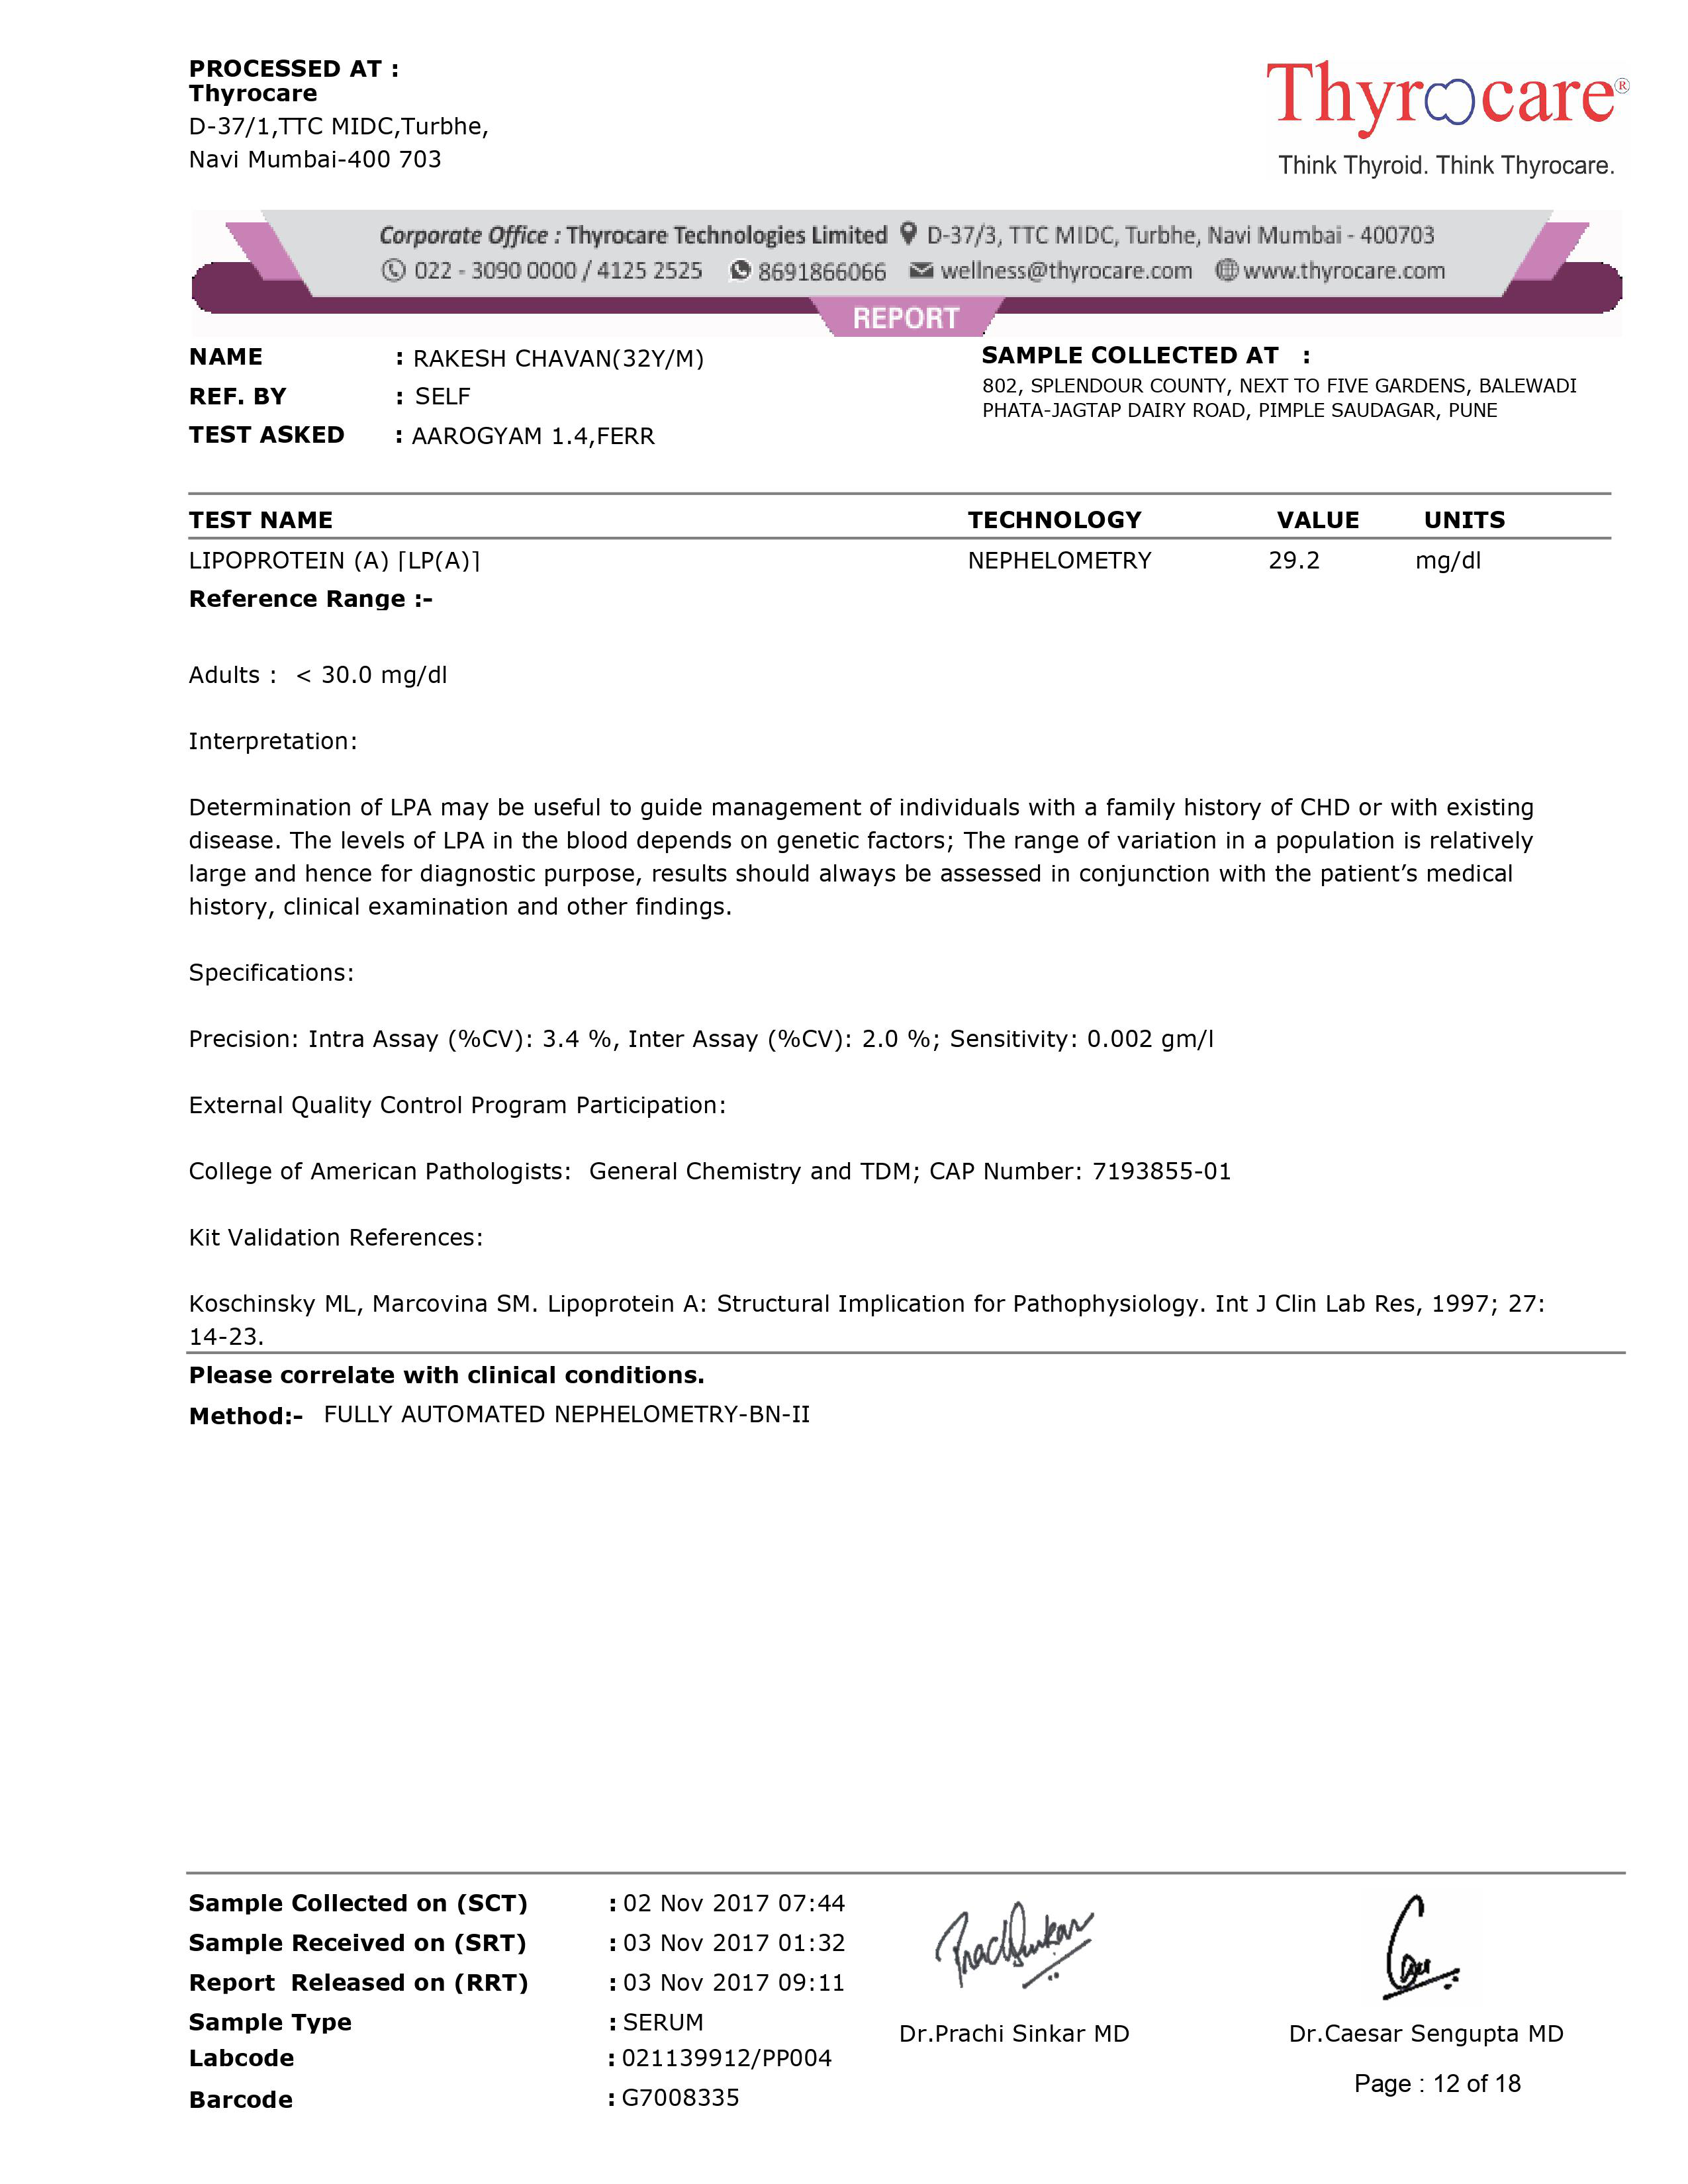 PROCESSED AT :
Thyrocare
D-37/1,TTC MIDC,Turbhe,
Navi Mumbai-400 703
Thyrocare®
Think Thyroid. Think Thyrocare.
Corporate Office : Thyrocare Technologies Limited D-37/3, TTC MIDC, Turbhe, Navi Mumbai - 400703
022 - 3090 0000 / 4125 2525 8691866066 wellness@thyrocare.com www.thyrocare.com
REPORT
NAME : RAKESH CHAVAN(32Y/M)
REF. BY : SELF
TEST ASKED : AAROGYAM 1.4,FERR
SAMPLE COLLECTED AT :
802, SPLENDOUR COUNTY, NEXT TO FIVE GARDENS, BALEWADI
PHATA-JAGTAP DAIRY ROAD, PIMPLE SAUDAGAR, PUNE
TEST NAME TECHNOLOGY VALUE UNITS
LIPOPROTEIN (A) [LP(A)] NEPHELOMETRY 29.2 mg/dl
Reference Range :-
Adults : < 30.0 mg/dl
Interpretation:
Determination of LPA may be useful to guide management of individuals with a family history of CHD or with existing
disease. The levels of LPA in the blood depends on genetic factors; The range of variation in a population is relatively
large and hence for diagnostic purpose, results should always be assessed in conjunction with the patient’s medical
history, clinical examination and other findings.
Specifications:
Precision: Intra Assay (%CV): 3.4 %, Inter Assay (%CV): 2.0 %; Sensitivity: 0.002 gm/l
External Quality Control Program Participation:
College of American Pathologists: General Chemistry and TDM; CAP Number: 7193855-01
Kit Validation References:
Koschinsky ML, Marcovina SM. Lipoprotein A: Structural Implication for Pathophysiology. Int J Clin Lab Res, 1997; 27:
14-23.
Please correlate with clinical conditions.
Method:- FULLY AUTOMATED NEPHELOMETRY-BN-II
Sample Collected on (SCT) : 02 Nov 2017 07:44
Sample Received on (SRT) : 03 Nov 2017 01:32
Report Released on (RRT) : 03 Nov 2017 09:11
Sample Type : SERUM
Labcode : 021139912/PP004
Barcode : G7008335
Dr.Prachi Sinkar MD
Dr.Caesar Sengupta MD
Page : 12 of 18